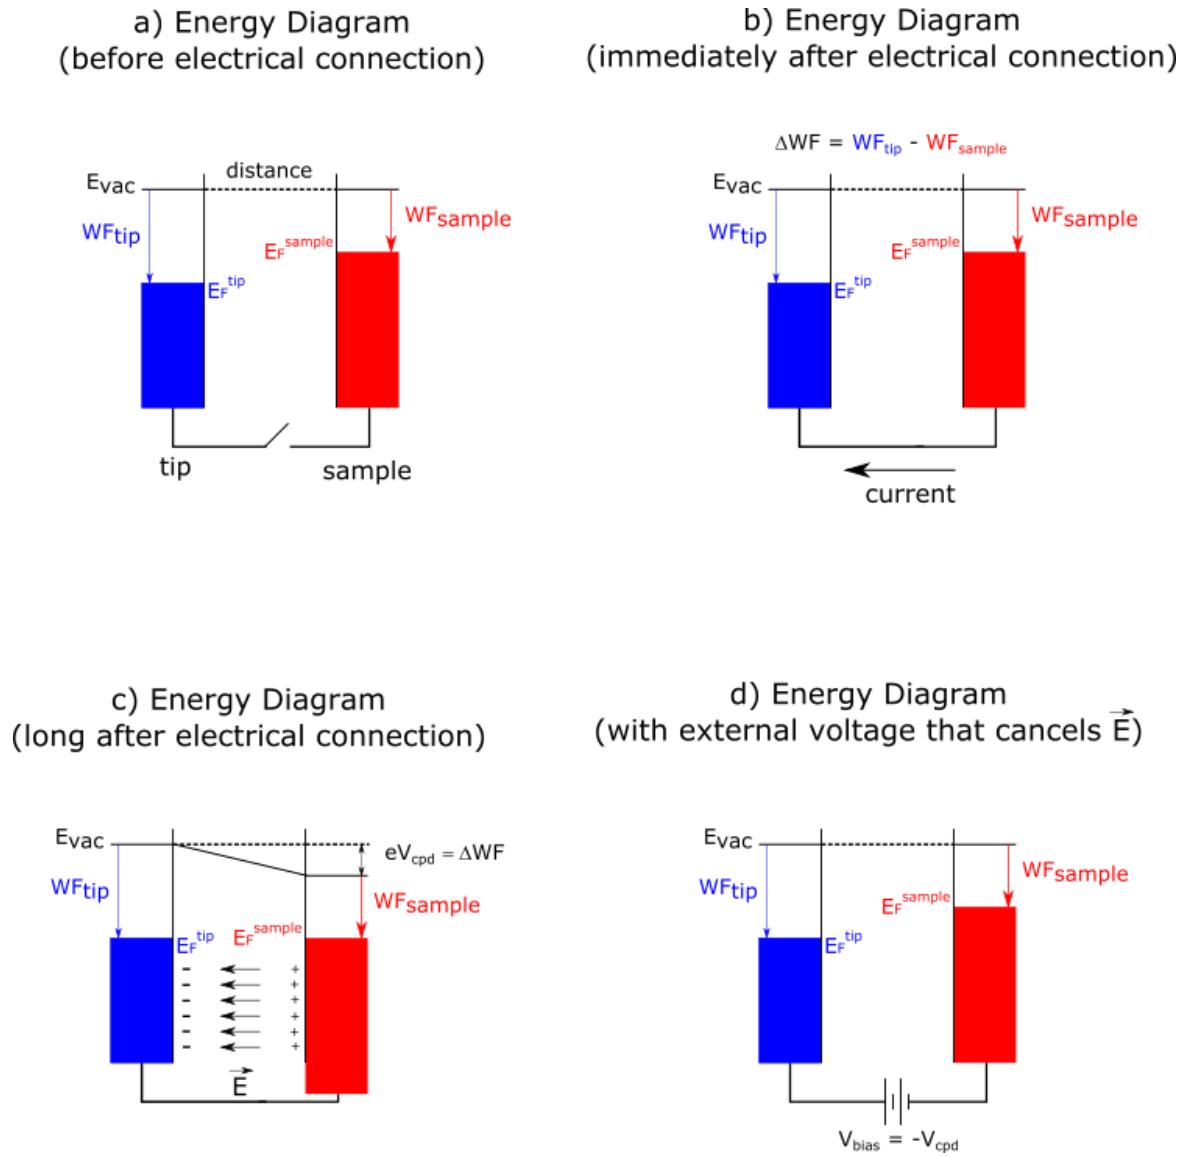 a) Energy Diagram
(before electrical connection)
b) Energy Diagram
(immediately after electrical connection)
distance
Evac
WFtip
WFsample
EFsample
EFtip
tip
sample
ΔWF = WFtip - WFsample
Evac
WFtip
WFsample
EFsample
EFtip
current
c) Energy Diagram
(long after electrical connection)
d) Energy Diagram
(with external voltage that cancels E)
Evac
eVcpd = ΔWF
WFtip
WFsample
EFsample
EFtip
- +
- +
- +
- +
- +
- +
E
Evac
WFtip
WFsample
EFsample
EFtip
Vbias = -Vcpd